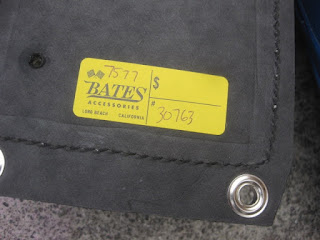 7577
BATES
ACCESSORIES
LONG BEACH CALIFORNIA
$
# 30763